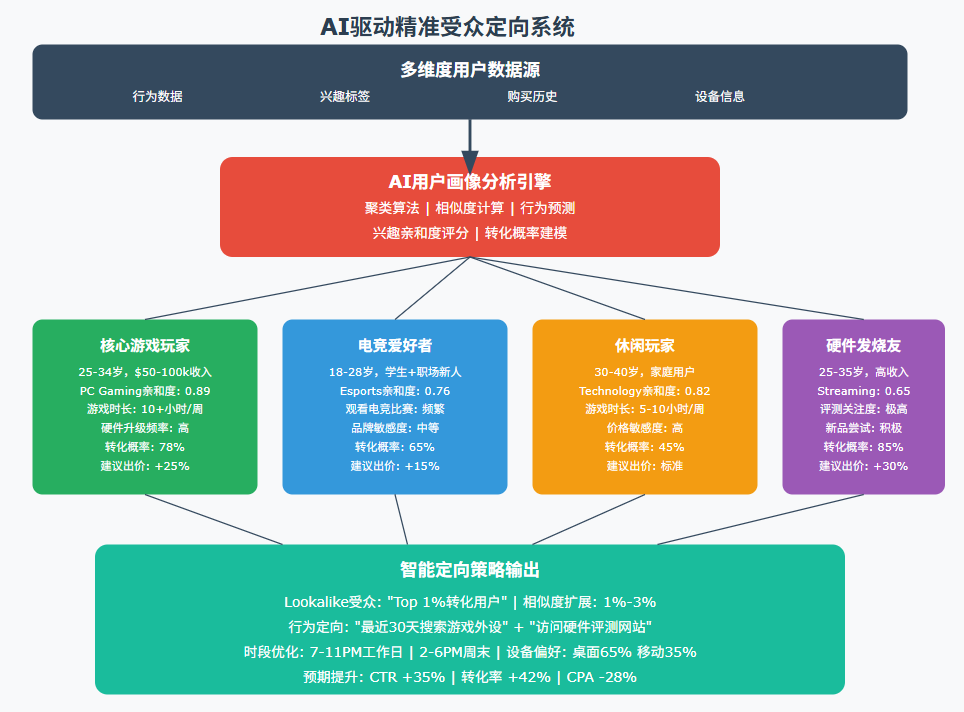 AI驱动精准受众定向系统
多维度用户数据源
行为数据 兴趣标签 购买历史 设备信息
AI用户画像分析引擎
聚类算法 | 相似度计算 | 行为预测
兴趣亲和度评分 | 转化概率建模
核心游戏玩家
25-34岁，$50-100k收入
PC Gaming亲和度: 0.89
游戏时长: 10+小时/周
硬件升级频率: 高
转化概率: 78%
建议出价: +25%
电竞爱好者
18-28岁，学生+职场新人
Esports亲和度: 0.76
观看电竞比赛: 频繁
品牌敏感度: 中等
转化概率: 65%
建议出价: +15%
休闲玩家
30-40岁，家庭用户
Technology亲和度: 0.82
游戏时长: 5-10小时/周
价格敏感度: 高
转化概率: 45%
建议出价: 标准
硬件发烧友
25-35岁，高收入
Streaming: 0.65
评测关注度: 极高
新品尝试: 积极
转化概率: 85%
建议出价: +30%
智能定向策略输出
Lookalike受众: "Top 1%转化用户" | 相似度扩展: 1%-3%
行为定向: "最近30天搜索游戏外设" + "访问硬件评测网站"
时段优化: 7-11PM工作日 | 2-6PM周末 | 设备偏好: 桌面65% 移动35%
预期提升: CTR +35% | 转化率 +42% | CPA -28%